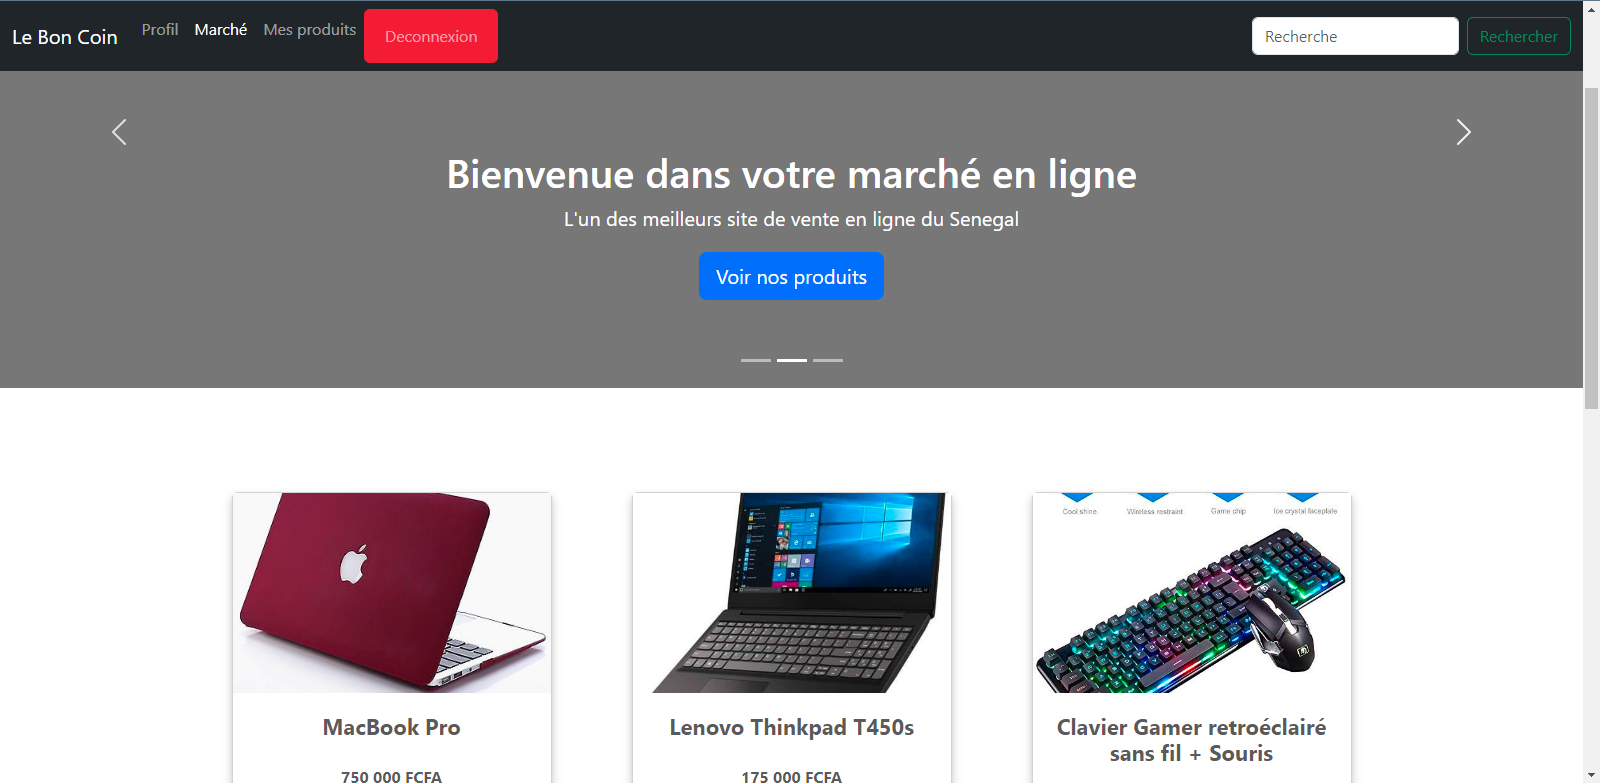 Le Bon Coin
Profil
Marché
Mes produits
Deconnexion
Recherche
Rechercher
Bienvenue dans votre marché en ligne
L'un des meilleurs site de vente en ligne du Senegal
Voir nos produits
Cool shine
Wireless restraint
Game chip
Ice crystal faceplate
MacBook Pro
750 000 FCFA
Lenovo Thinkpad T450s
175 000 FCFA
Clavier Gamer retroéclairé
sans fil + Souris